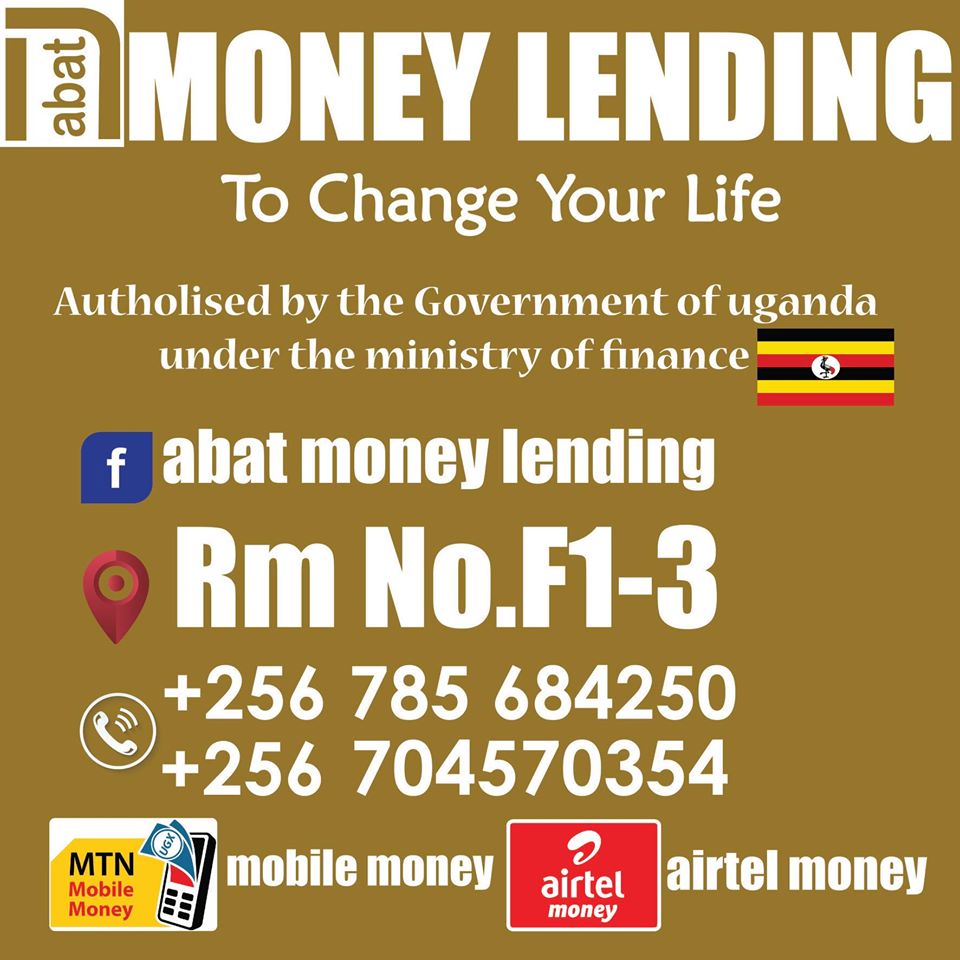 abat
MONEY LENDING
To Change Your Life
Autholised by the Government of uganda
under the ministry of finance
f abat money lending
Rm No.F1-3
+256 785 684250
+256 704570354
MTN
Mobile
Money
UGX
mobile money
airtel
money
airtel money